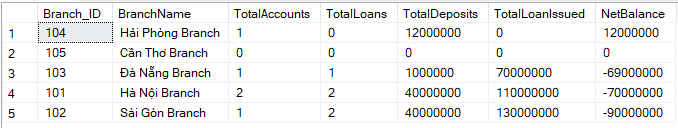 Branch_ID BranchName TotalAccounts TotalLoans TotalDeposits TotalLoanIssued NetBalance
1 104 Hải Phòng Branch 1 0 12000000 0 12000000
2 105 Cần Thơ Branch 0 0 0 0 0
3 103 Đà Nẵng Branch 1 1 1000000 70000000 -69000000
4 101 Hà Nội Branch 2 2 40000000 110000000 -70000000
5 102 Sài Gòn Branch 1 2 40000000 130000000 -90000000